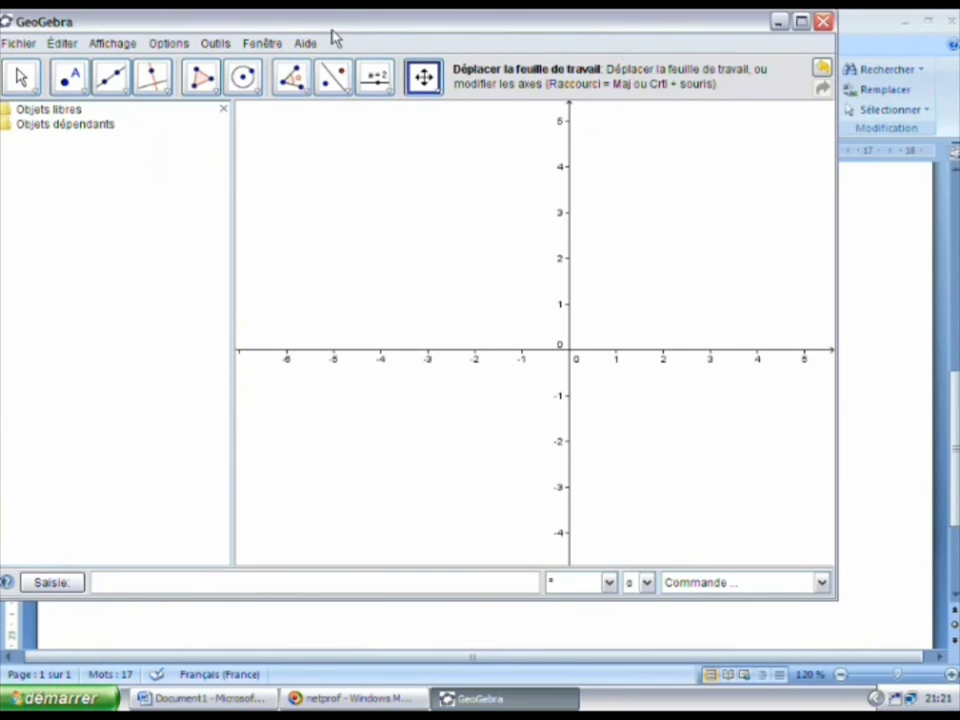 GeoGebra
Fichier Éditer Affichage Options Outils Fenêtre Aide
A
a=2
Déplacer la feuille de travail: Déplacer la feuille de travail, ou
modifier les axes (Raccourci = Maj ou Crtl + souris)
Rechercher
Remplacer
Sélectionner
Modification
17 18
Objets libres
Objets dépendants
5
4
3
2
1
0
-6 -5 -4 -3 -2 -1 0 1 2 3 4 5
-1
-2
-3
-4
Saisie: Commande ...
Page : 1 sur 1 Mots : 17 Français (France) 120 %
démarrer Document1 - Microsof... netprof - Windows M... GeoGebra 21:21